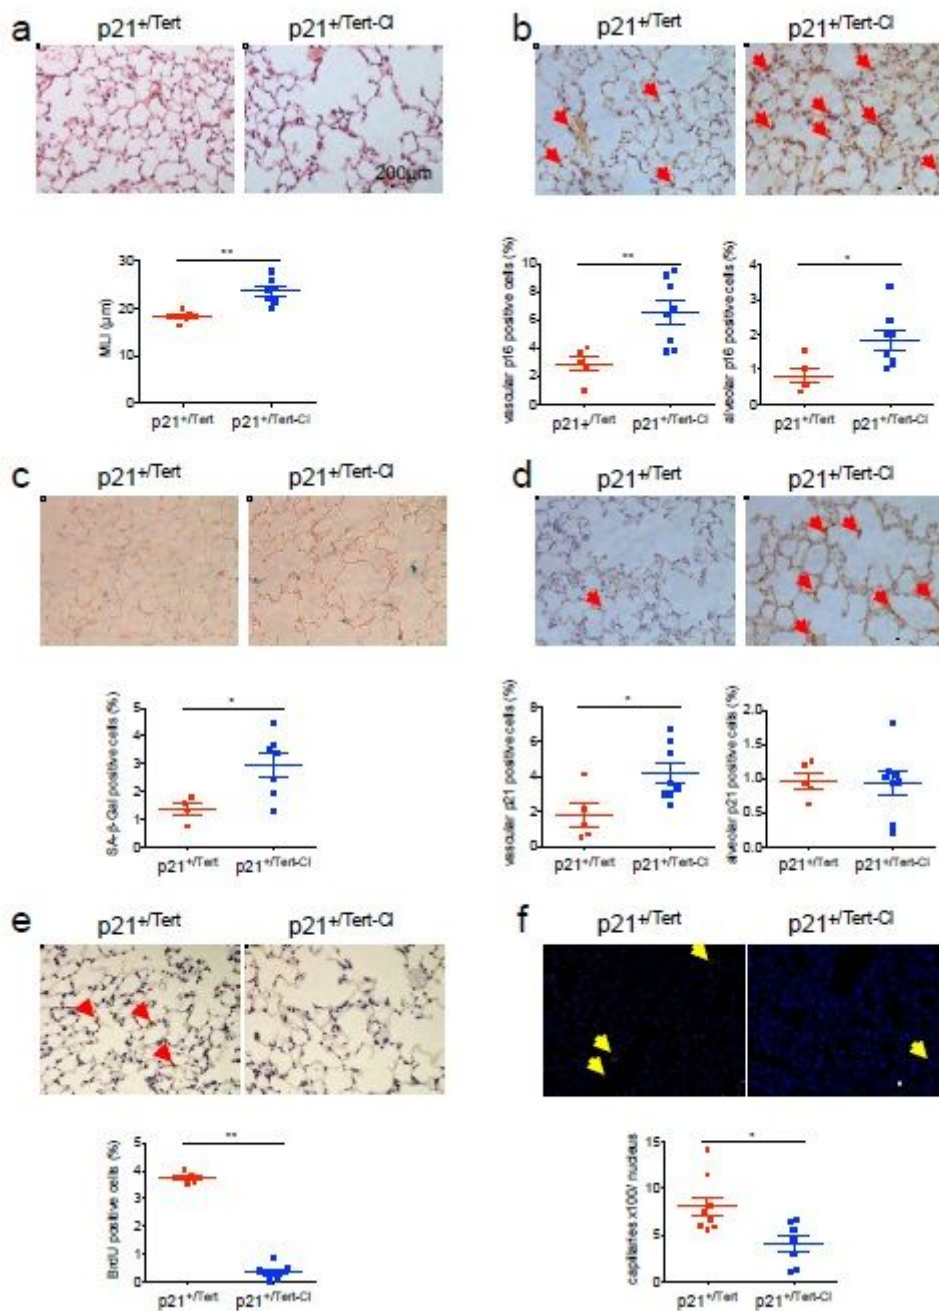 a
p21+/Tert
p21+/Tert-Cl
200µm
MLI (µm)
30
20
10
0
**
p21+/Tert
p21+/Tert-Cl
b
p21+/Tert
p21+/Tert-Cl
vascular p16 positive cells (%)
10
8
6
4
2
0
**
p21+/Tert
p21+/Tert-Cl
alveolar p16 positive cells (%)
4
3
2
1
0
*
p21+/Tert
p21+/Tert-Cl
c
p21+/Tert
p21+/Tert-Cl
SA-β-Gal positive cells (%)
5
4
3
2
1
0
*
p21+/Tert
p21+/Tert-Cl
d
p21+/Tert
p21+/Tert-Cl
vascular p21 positive cells (%)
8
6
4
2
0
*
p21+/Tert
p21+/Tert-Cl
alveolar p21 positive cells (%)
2.0
1.5
1.0
0.5
0.0
p21+/Tert
p21+/Tert-Cl
e
p21+/Tert
p21+/Tert-Cl
BrdU positive cells (%)
5
4
3
2
1
0
**
p21+/Tert
p21+/Tert-Cl
f
p21+/Tert
p21+/Tert-Cl
capillaries x100/ nucleus
15
10
5
0
*
p21+/Tert
p21+/Tert-Cl